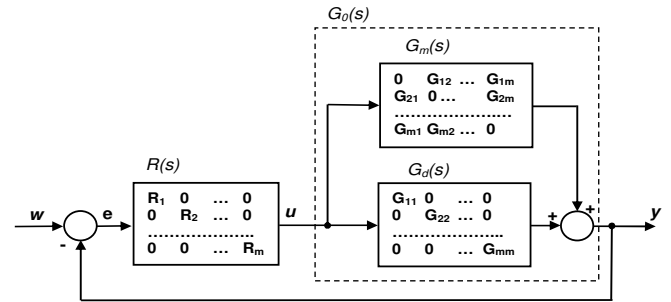 G₀(s)
Gₘ(s)
0 G₁₂ ... G₁ₘ
G₂₁ 0 ... G₂ₘ
.......................
Gₘ₁ Gₘ₂ ... 0
R(s)
R₁ 0 ... 0
0 R₂ ... 0
.......................
0 0 ... Rₘ
G_d(s)
G₁₁ 0 ... 0
0 G₂₂ ... 0
.......................
0 0 ... Gₘₘ
w
e
u
+
+
y
-